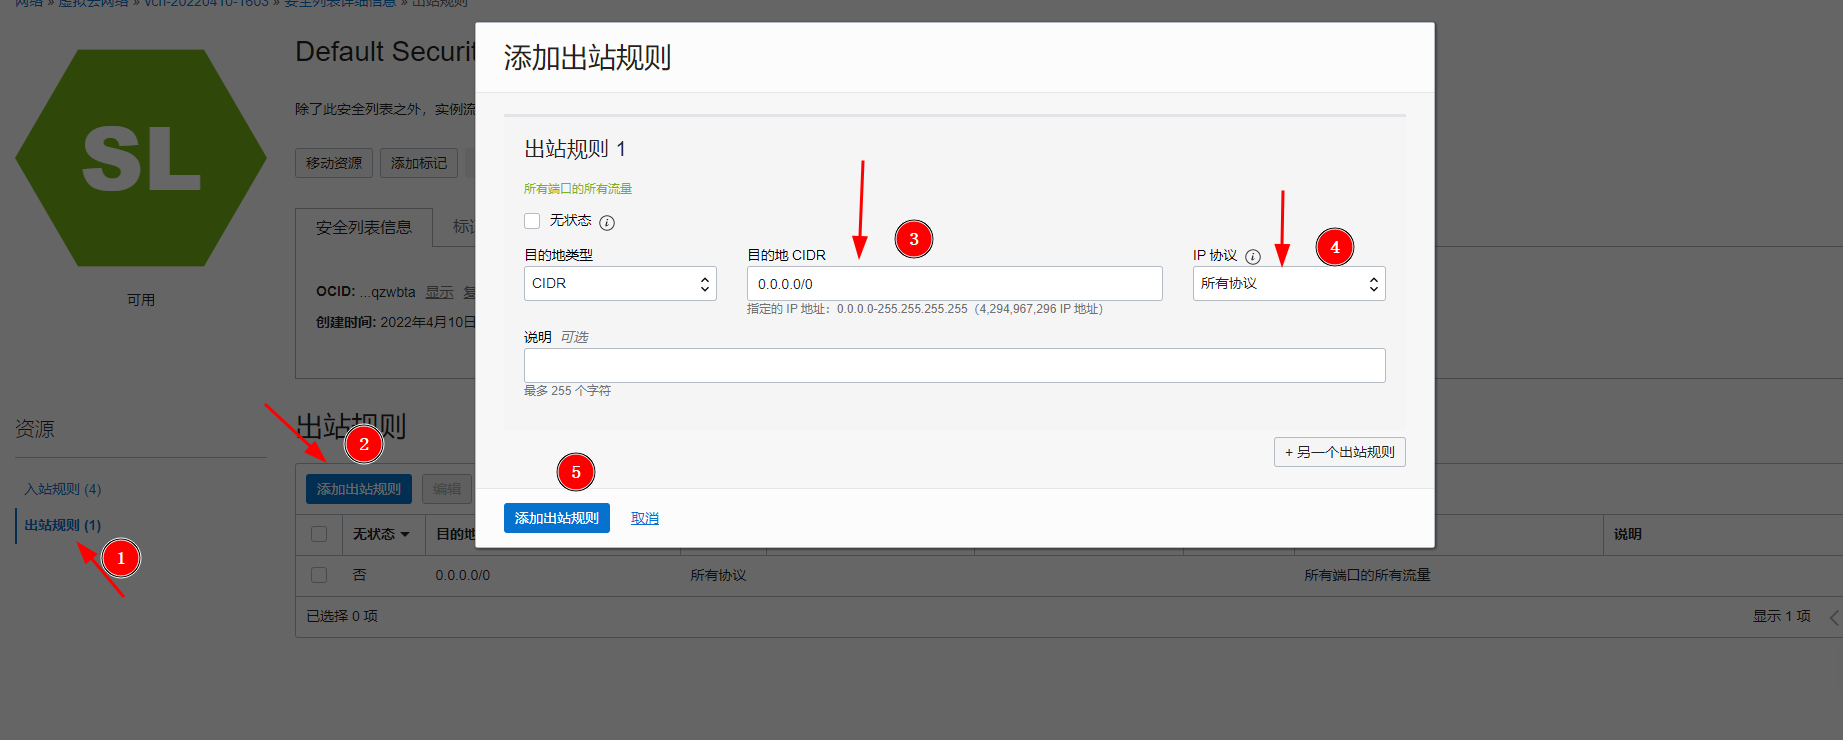 网络 » 虚拟云网络 » vcn-20220410-1603 » 安全列表详细信息 » 出站规则
SL
可用
Default Securit
除了此安全列表之外，实例流
移动资源
添加标记
安全列表信息
标记
OCID: ...qzwbta 显示 复
创建时间: 2022年4月10日
资源
入站规则 (4)
出站规则 (1)
1
出站规则
2
添加出站规则
编辑
无状态
目的地
说明
否
0.0.0.0/0
所有协议
所有端口的所有流量
已选择 0 项
显示 1 项
添加出站规则
出站规则 1
所有端口的所有流量
无状态
目的地类型
CIDR
目的地 CIDR
3
0.0.0.0/0
指定的 IP 地址：0.0.0.0-255.255.255.255（4,294,967,296 IP 地址）
IP 协议
4
所有协议
说明 可选
最多 255 个字符
+ 另一个出站规则
5
添加出站规则
取消